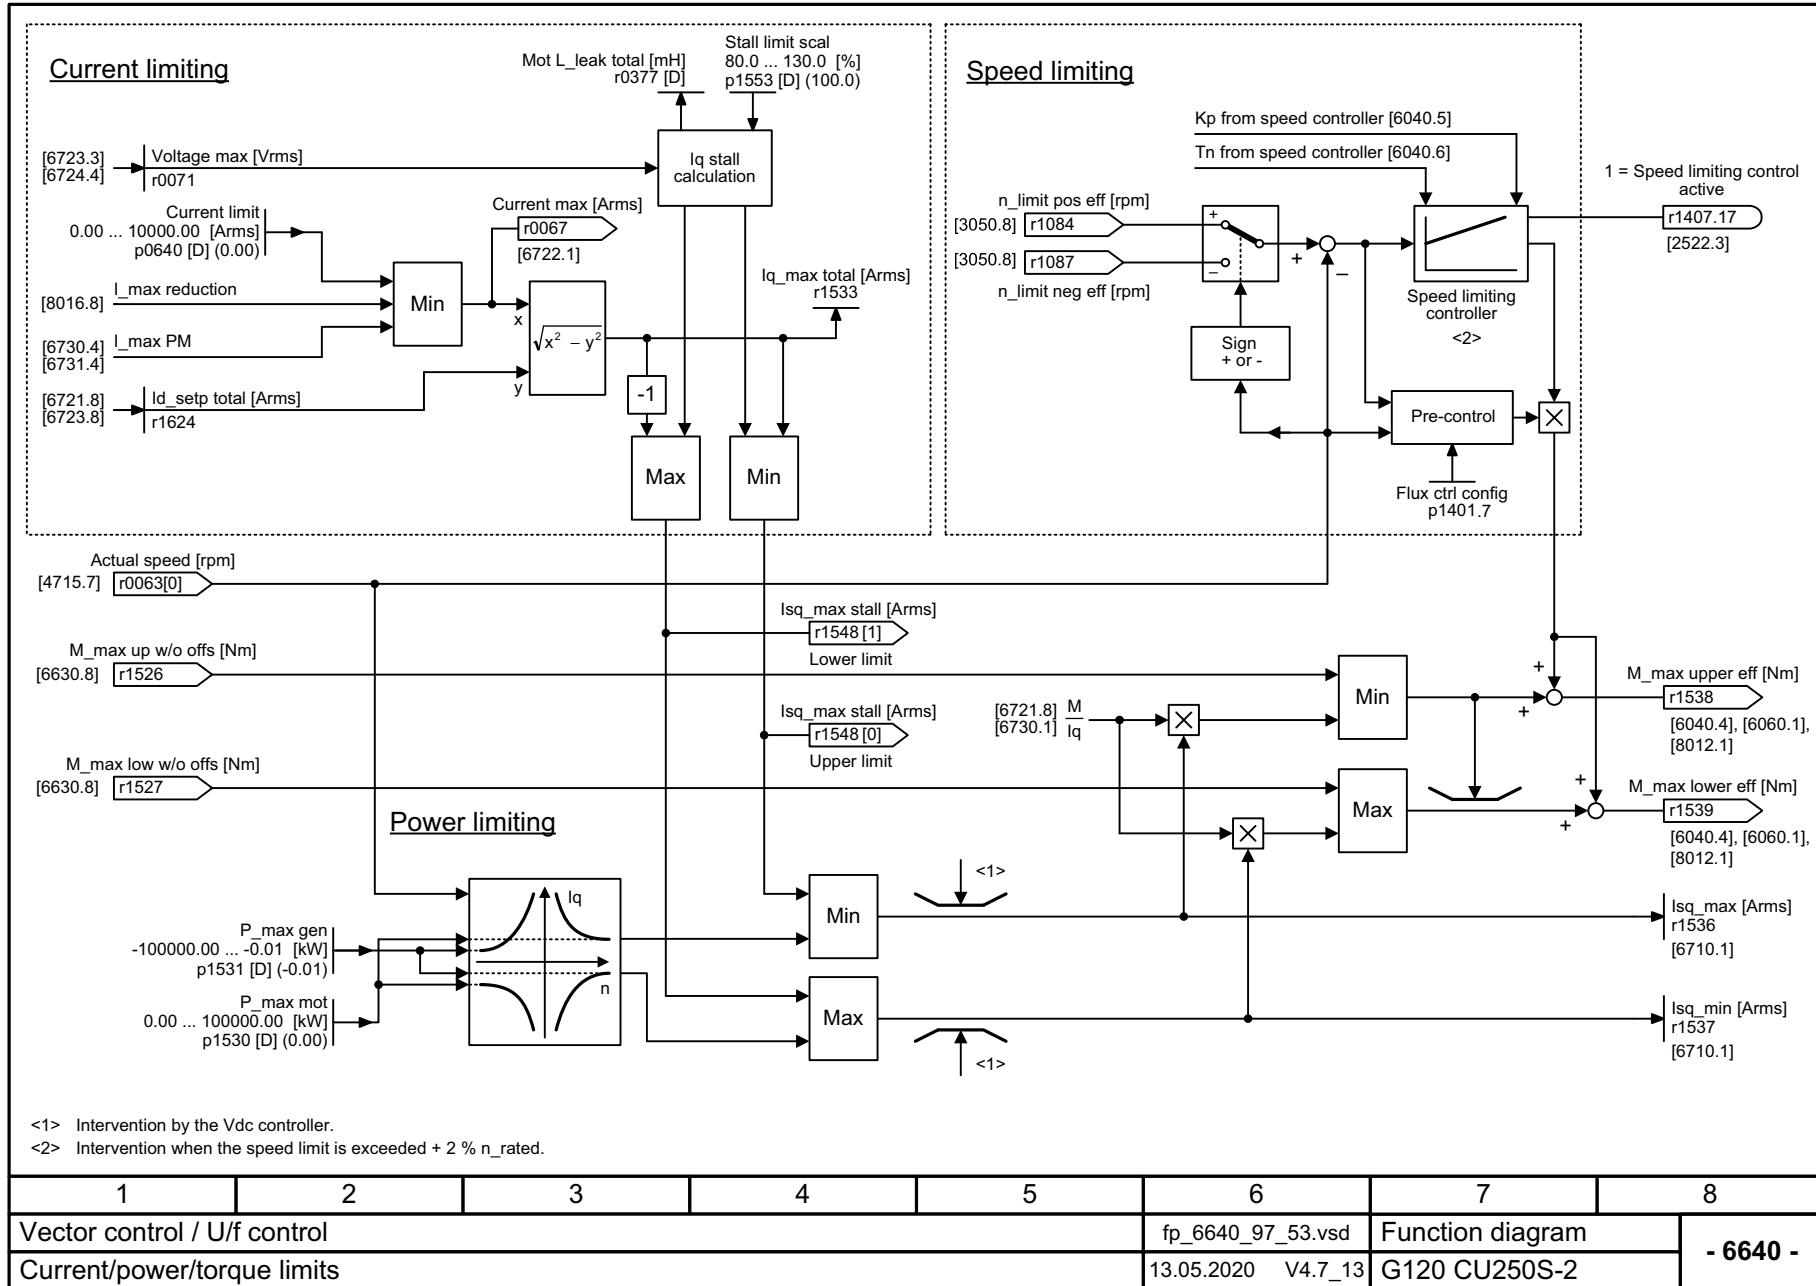 Current limiting
Mot L_leak total [mH]
r0377 [D]
Stall limit scal
80.0 ... 130.0 [%]
p1553 [D] (100.0)
[6723.3]
[6724.4]
Voltage max [Vrms]
r0071
Iq stall
calculation
Current limit
0.00 ... 10000.00 [Arms]
p0640 [D] (0.00)
Current max [Arms]
r0067
[6722.1]
[8016.8]
I_max reduction
Min
x
y
√x² – y²
Iq_max total [Arms]
r1533
[6730.4]
[6731.4]
I_max PM
[6721.8]
[6723.8]
Id_setp total [Arms]
r1624
-1
Max
Min
Speed limiting
Kp from speed controller [6040.5]
Tn from speed controller [6040.6]
n_limit pos eff [rpm]
[3050.8]
r1084
[3050.8]
r1087
n_limit neg eff [rpm]
+
–
+
–
Sign
+ or -
Speed limiting
controller
<2>
1 = Speed limiting control
active
r1407.17
[2522.3]
Pre-control
Flux ctrl config
p1401.7
Actual speed [rpm]
[4715.7]
r0063[0]
Isq_max stall [Arms]
r1548 [1]
Lower limit
M_max up w/o offs [Nm]
[6630.8]
r1526
Isq_max stall [Arms]
r1548 [0]
Upper limit
[6721.8]
[6730.1]
M
Iq
Min
+
+
M_max upper eff [Nm]
r1538
[6040.4], [6060.1],
[8012.1]
M_max low w/o offs [Nm]
[6630.8]
r1527
Max
+
+
M_max lower eff [Nm]
r1539
[6040.4], [6060.1],
[8012.1]
Power limiting
Iq
n
P_max gen
-100000.00 ... -0.01 [kW]
p1531 [D] (-0.01)
P_max mot
0.00 ... 100000.00 [kW]
p1530 [D] (0.00)
Min
<1>
Isq_max [Arms]
r1536
[6710.1]
Max
<1>
Isq_min [Arms]
r1537
[6710.1]
<1> Intervention by the Vdc controller.
<2> Intervention when the speed limit is exceeded + 2 % n_rated.
1 2 3 4 5 6 7 8
Vector control / U/f control
fp_6640_97_53.vsd
Function diagram
- 6640 -
Current/power/torque limits
13.05.2020 V4.7_13
G120 CU250S-2